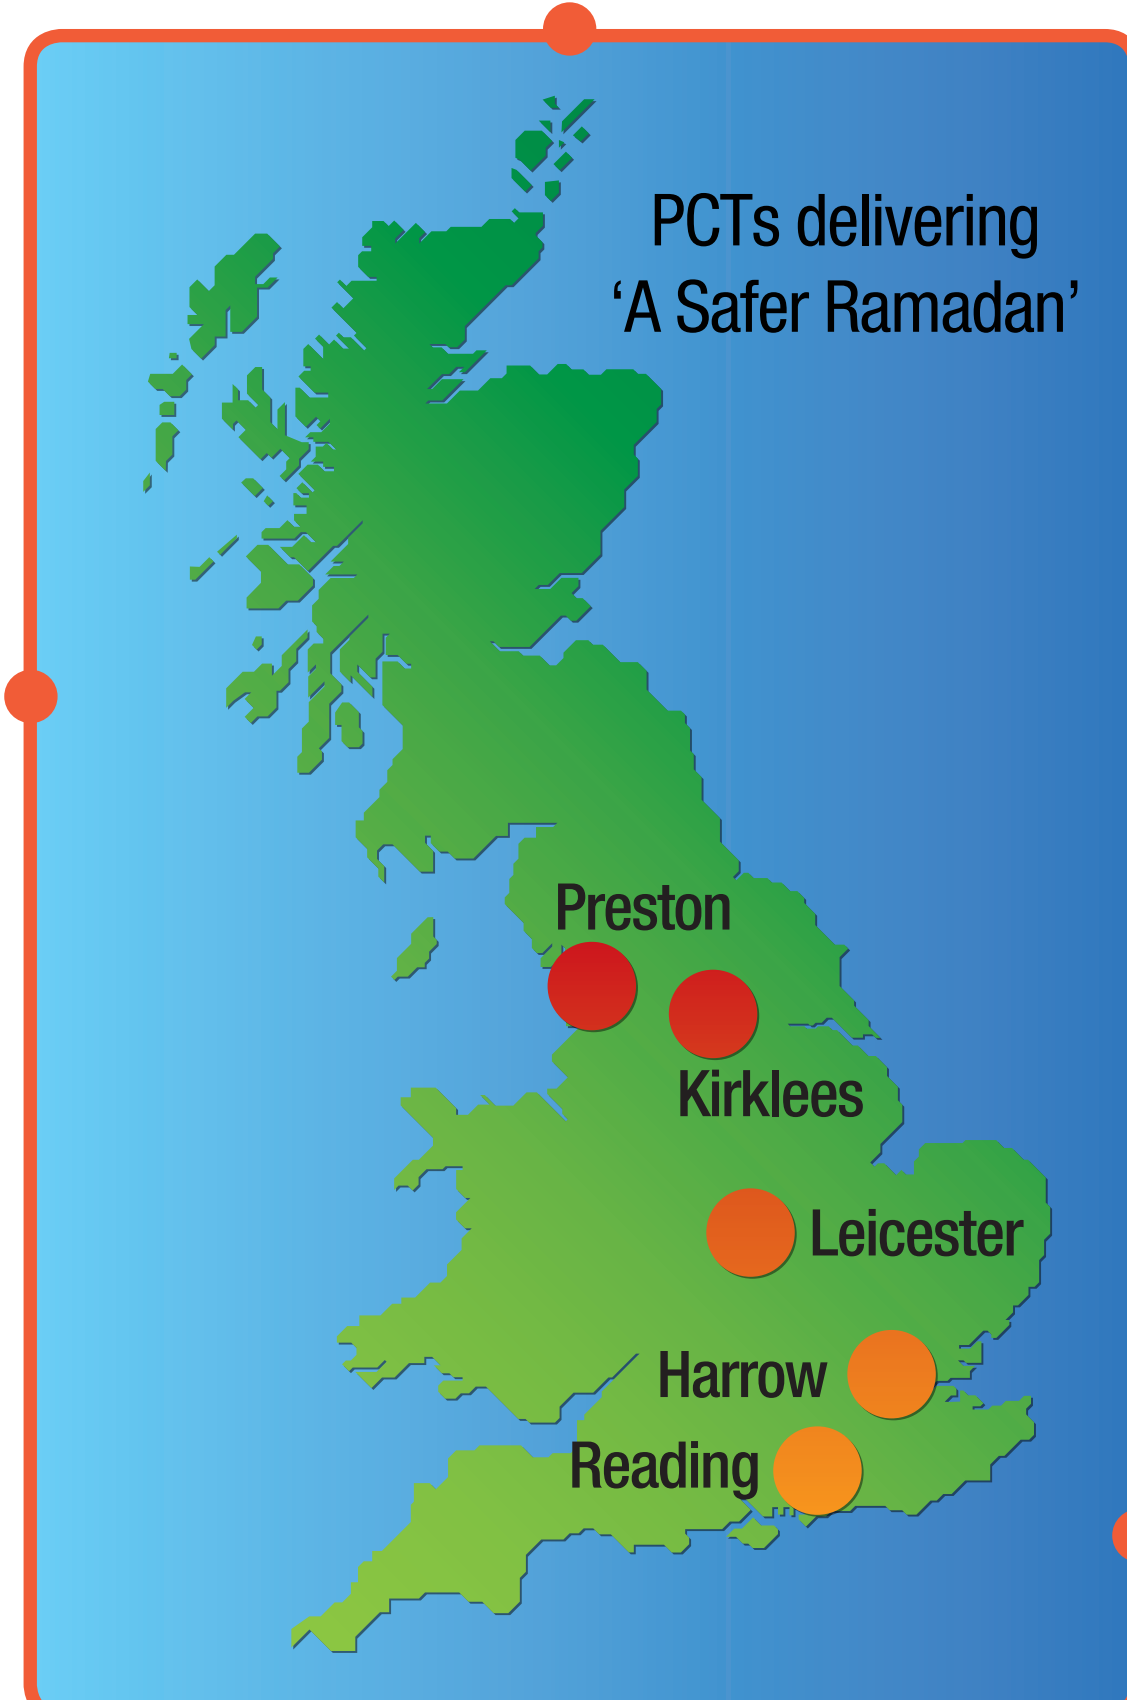 PCTs delivering
‘A Safer Ramadan’
Preston
Kirklees
Leicester
Harrow
Reading